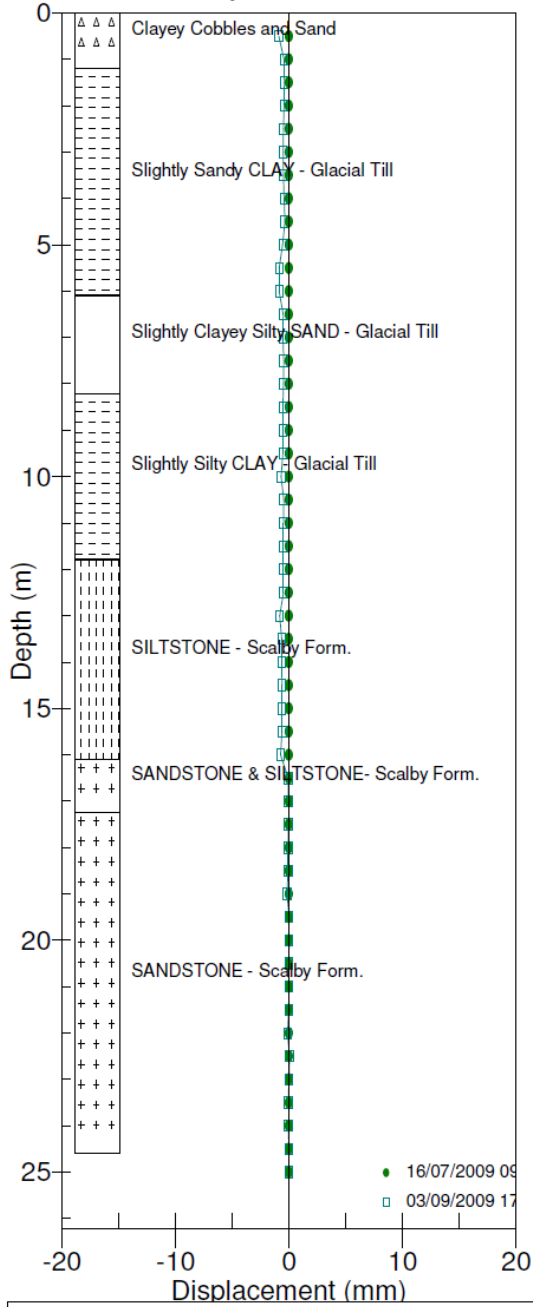 0
Clayey Cobbles and Sand
Slightly Sandy CLAY - Glacial Till
5
Slightly Clayey Silty SAND - Glacial Till
Slightly Silty CLAY - Glacial Till
10
Depth (m)
SILTSTONE - Scalby Form.
15
SANDSTONE & SILTSTONE- Scalby Form.
20
SANDSTONE - Scalby Form.
25
16/07/2009 09
03/09/2009 17
-20 -10 0 10 20
Displacement (mm)